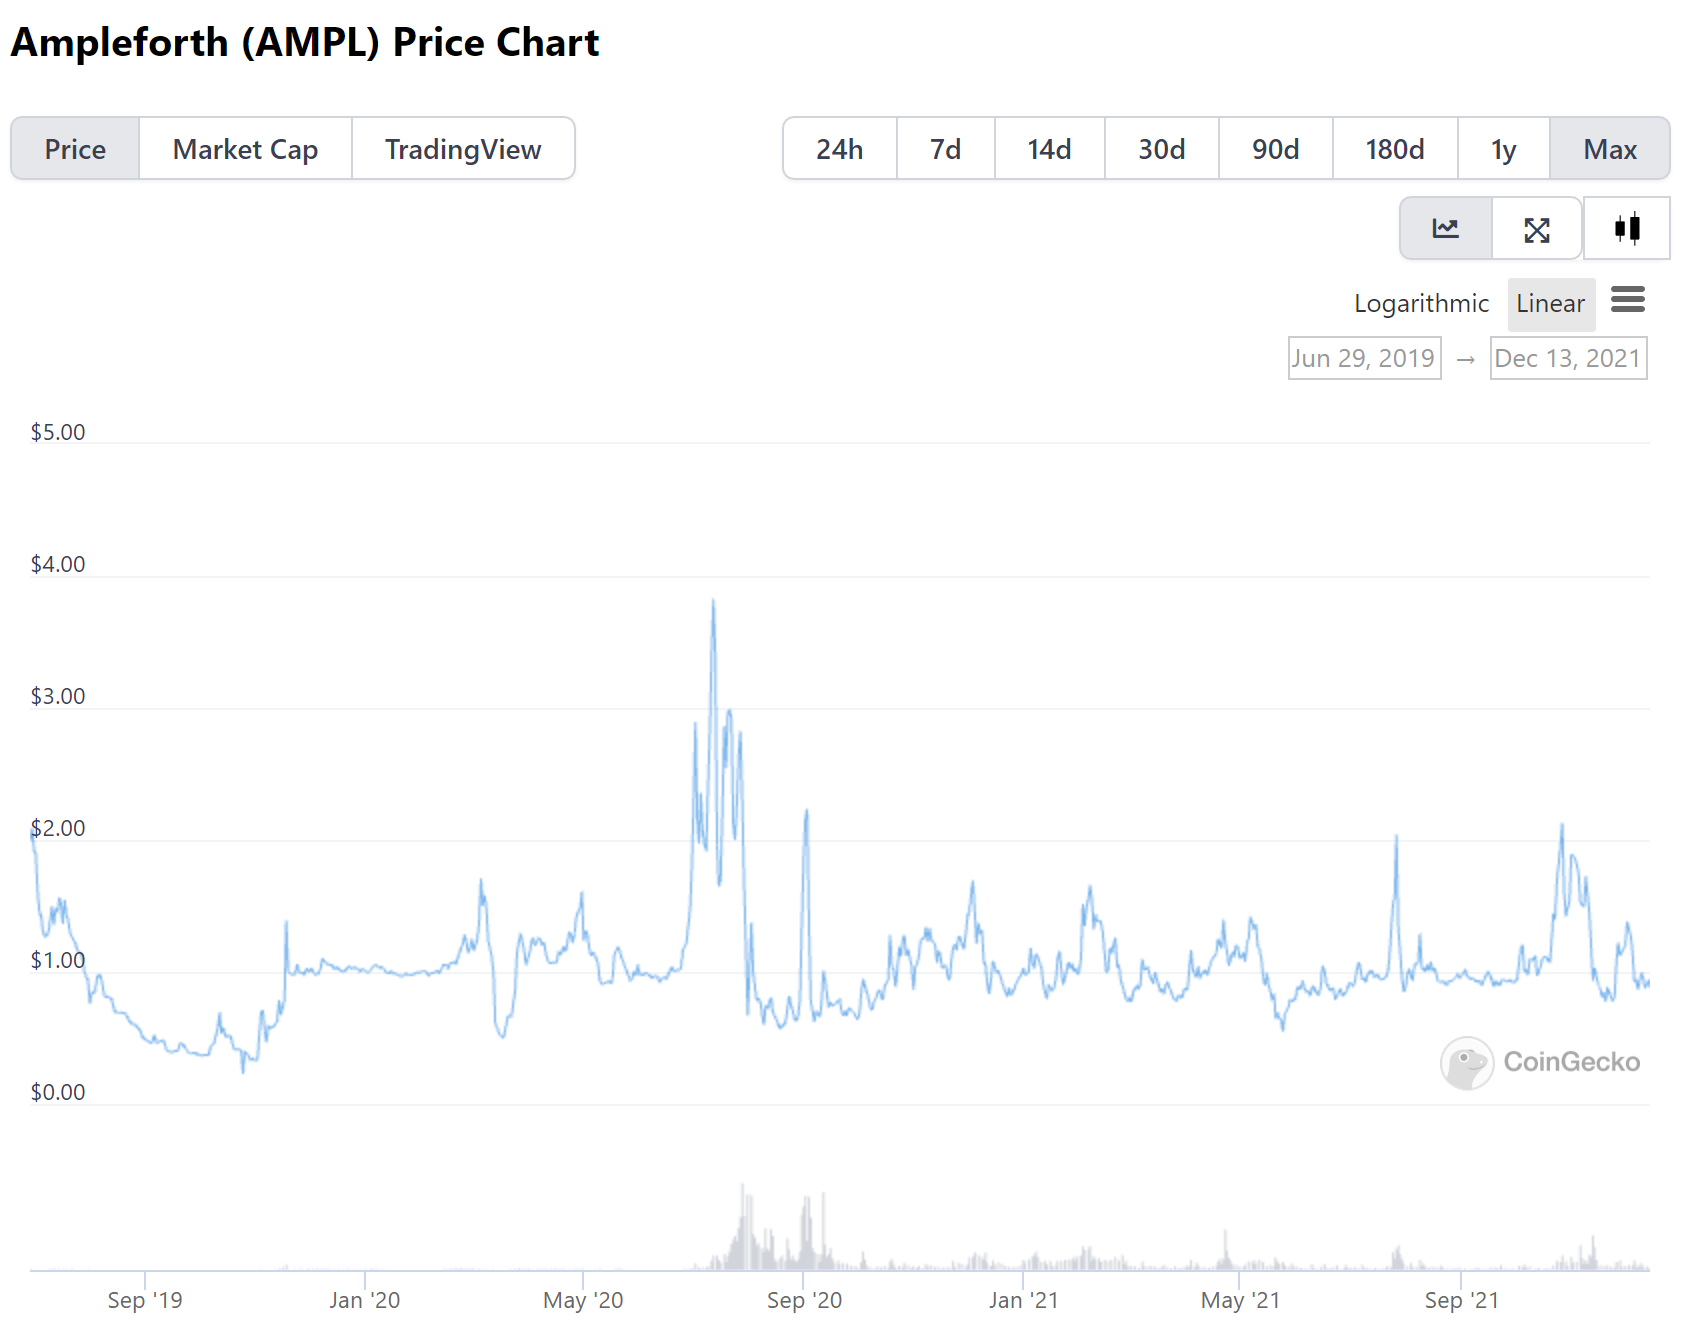 Ampleforth (AMPL) Price Chart
Price Market Cap TradingView 24h 7d 14d 30d 90d 180d 1y Max
Logarithmic Linear
Jun 29, 2019 → Dec 13, 2021
$5.00
$4.00
$3.00
$2.00
$1.00
CoinGecko
$0.00
Sep '19 Jan '20 May '20 Sep '20 Jan '21 May '21 Sep '21